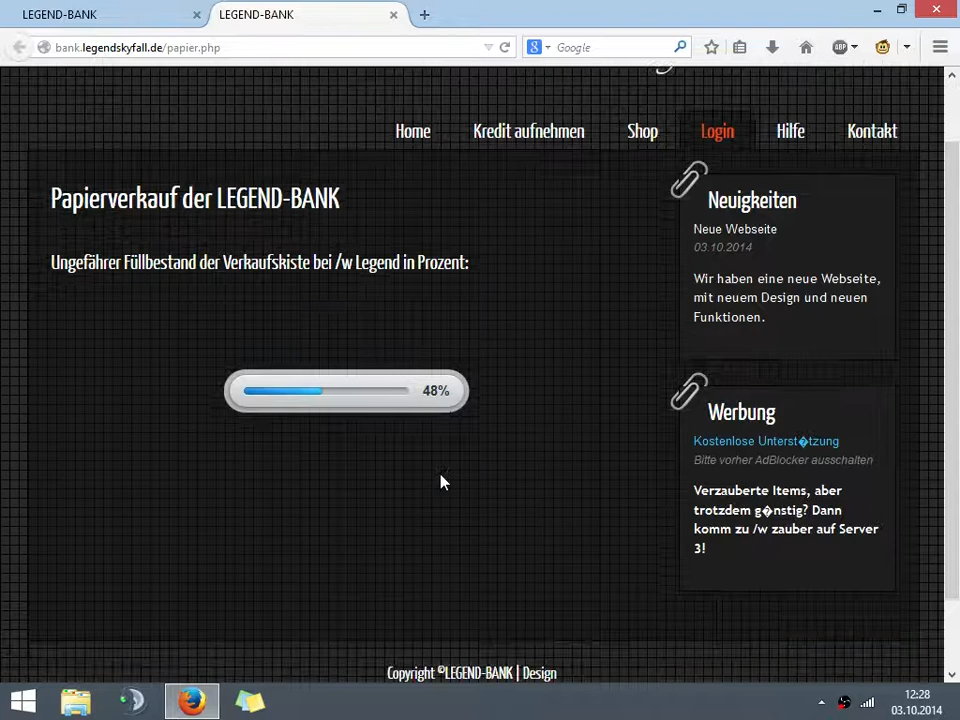 LEGEND-BANK
LEGEND-BANK
bank.legendskyfall.de/papier.php
Google
ABP
Home Kredit aufnehmen Shop Login Hilfe Kontakt
Papierverkauf der LEGEND-BANK
Ungefährer Füllbestand der Verkaufskiste bei /w Legend in Prozent:
48%
Neuigkeiten
Neue Webseite
03.10.2014
Wir haben eine neue Webseite,
mit neuem Design und neuen
Funktionen.
Werbung
Kostenlose Unterst�tzung
Bitte vorher AdBlocker ausschalten
Verzauberte Items, aber
trotzdem g�nstig? Dann
komm zu /w zauber auf Server
3!
Copyright ©LEGEND-BANK | Design
12:28
03.10.2014